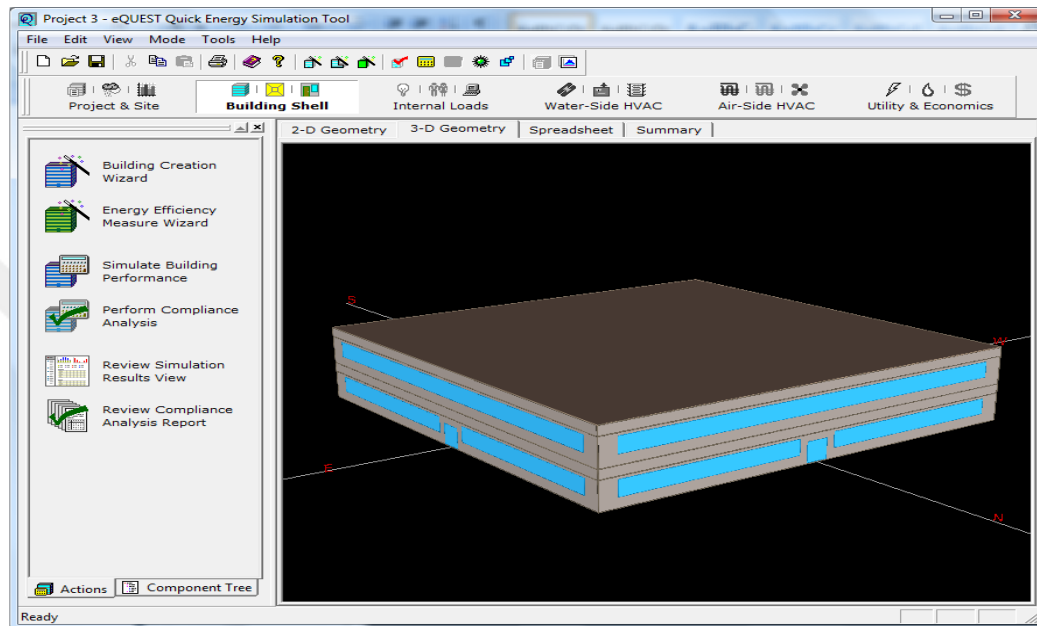 Project 3 - eQUEST Quick Energy Simulation Tool
File Edit View Mode Tools Help
Project & Site Building Shell Internal Loads Water-Side HVAC Air-Side HVAC Utility & Economics
2-D Geometry 3-D Geometry Spreadsheet Summary
Building Creation
Wizard
Energy Efficiency
Measure Wizard
Simulate Building
Performance
Perform Compliance
Analysis
Review Simulation
Results View
Review Compliance
Analysis Report
S
W
E
N
Actions Component Tree
Ready